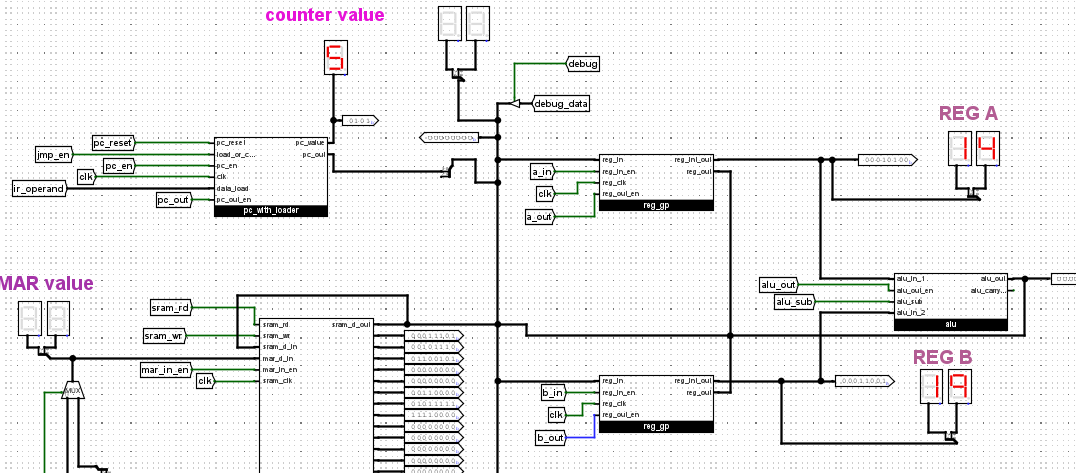 counter value
5
debug
debug_data
0101
REG A
14
pc_reset
jmp_en
pc_en
clk
ir_operand
pc_out
pc_reset
load_or_c...
pc_en
clk
data_load
pc_out_en
pc_value
pc_out
pc_with_loader
00000000
a_in
clk
a_out
reg_in
reg_in_en
reg_clk
reg_out_en
reg_int_out
reg_out
reg_gp
00010100
alu_out
alu_sub
alu_in_1
alu_out_en
alu_sub
alu_in_2
alu_out
alu_carry...
alu
MAR value
sram_rd
sram_wr
mar_in_en
clk
sram_rd
sram_wr
sram_d_in
mar_d_in
mar_in_en
sram_clk
sram_d_out
MUX
REG B
19
b_in
clk
b_out
reg_in
reg_in_en
reg_clk
reg_out_en
reg_int_out
reg_out
reg_gp